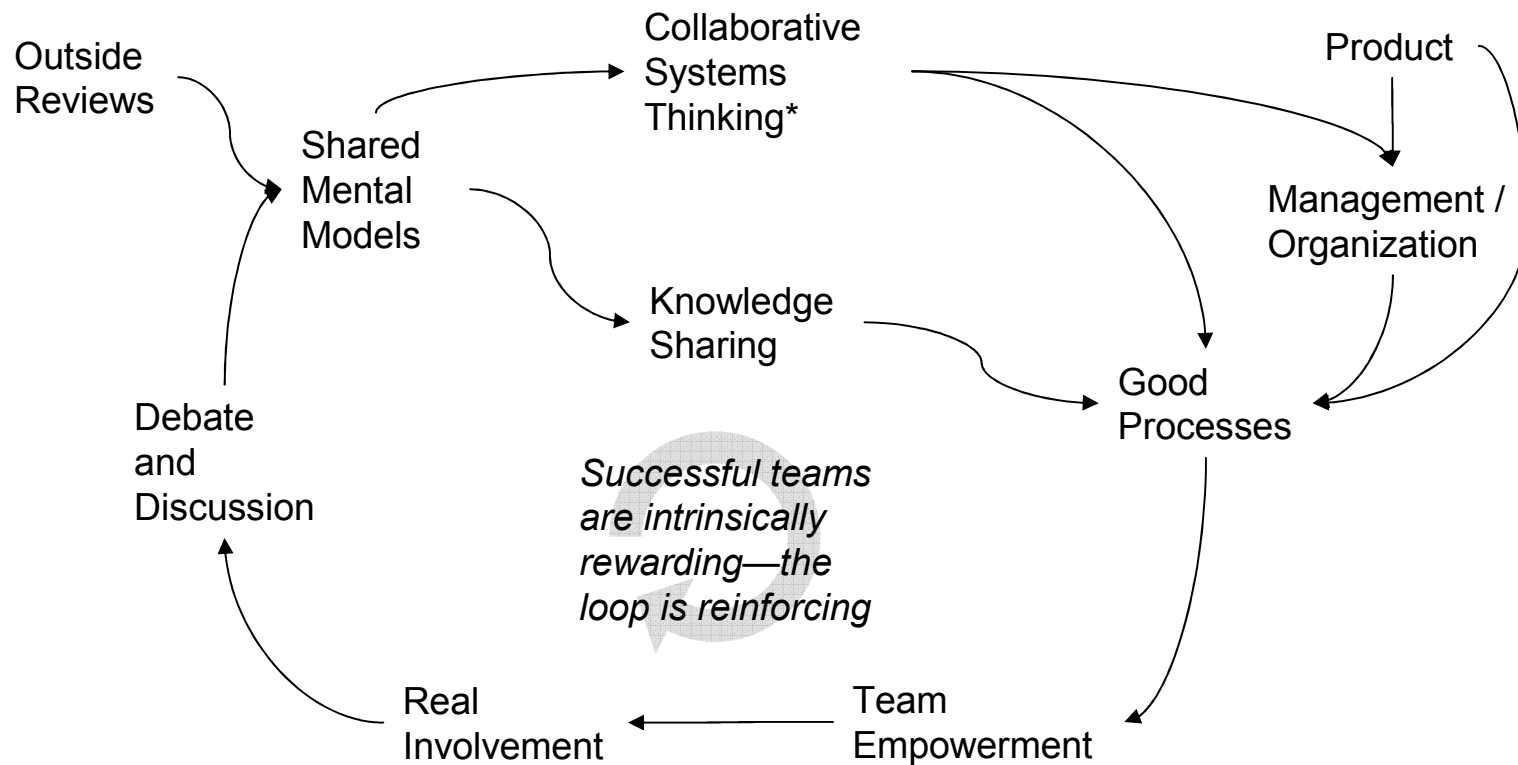 Outside
Reviews
Shared
Mental
Models
Collaborative
Systems
Thinking*
Product
Management /
Organization
Knowledge
Sharing
Good
Processes
Debate
and
Discussion
Successful teams
are intrinsically
rewarding—the
loop is reinforcing
Real
Involvement
Team
Empowerment